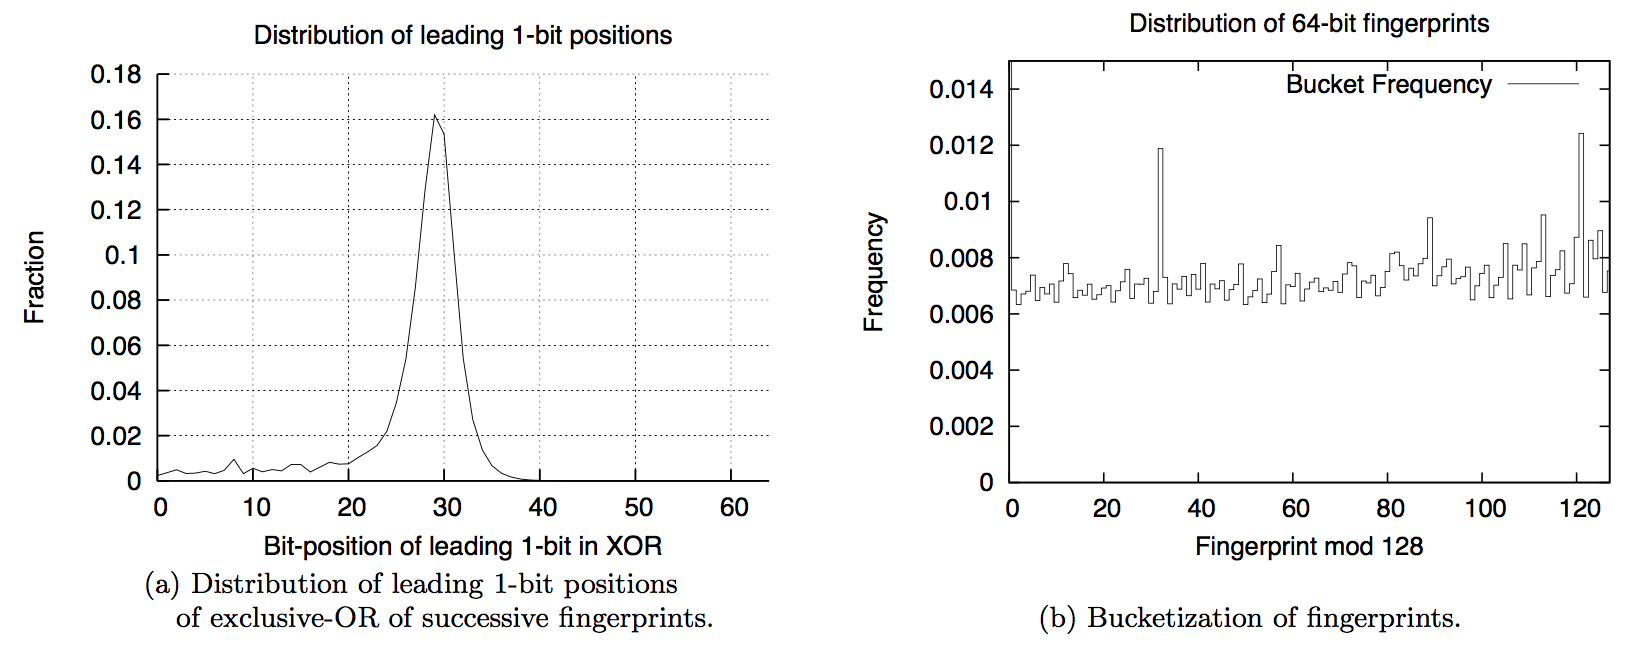 Distribution of leading 1-bit positions
0.18
0.16
0.14
0.12
0.1
0.08
0.06
0.04
0.02
0
Fraction
0 10 20 30 40 50 60
Bit-position of leading 1-bit in XOR
(a) Distribution of leading 1-bit positions
of exclusive-OR of successive fingerprints.
Distribution of 64-bit fingerprints
Bucket Frequency
0.014
0.012
0.01
0.008
0.006
0.004
0.002
0
Frequency
0 20 40 60 80 100 120
Fingerprint mod 128
(b) Bucketization of fingerprints.